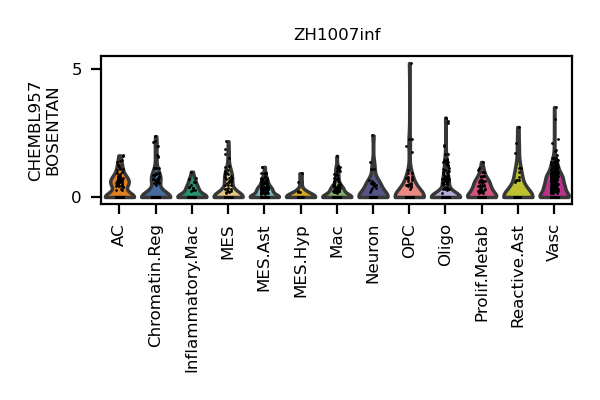 ZH1007inf
CHEMBL957
BOSENTAN
5
0
AC
Chromatin.Reg
Inflammatory.Mac
MES
MES.Ast
MES.Hyp
Mac
Neuron
OPC
Oligo
Prolif.Metab
Reactive.Ast
Vasc